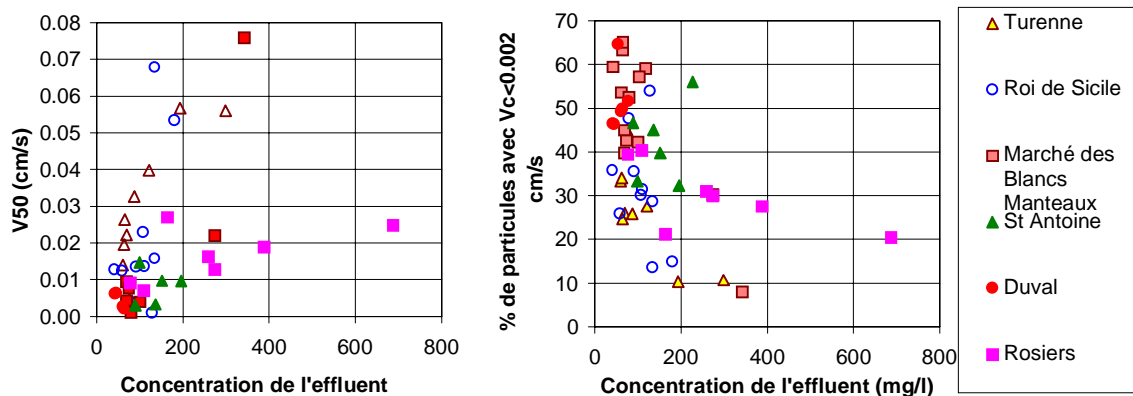 0.08
0.07
0.06
0.05
0.04
0.03
0.02
0.01
0.00
V50 (cm/s)
0 200 400 600 800
Concentration de l'effluent
70
60
50
40
30
20
10
0
% de particules avec Vc<0.002
cm/s
0 200 400 600 800
Concentration de l'effluent (mg/l)
Turenne
Roi de Sicile
Marché des
Blancs
Manteaux
St Antoine
Duval
Rosiers